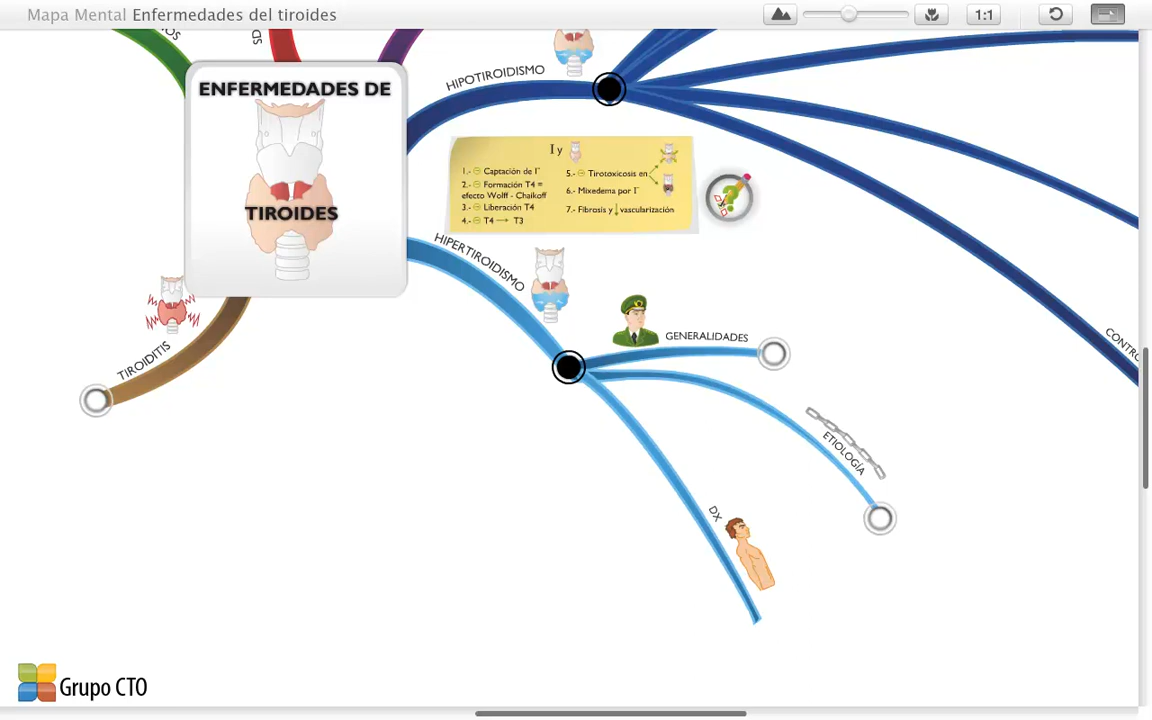 Mapa Mental Enfermedades del tiroides
1:1
HIPOTIROIDISMO
ENFERMEDADES DE
TIROIDES
I y
1.- Captación de I⁻
2.- Formación T4 =
efecto Wolff - Chaikoff
3.- Liberación T4
4.- T4 → T3
5.- Tirotoxicosis en
6.- Mixedema por I⁻
7.- Fibrosis y ↓ vascularización
HIPERTIROIDISMO
GENERALIDADES
TIROIDITIS
ETIOLOGÍA
DX
Grupo CTO